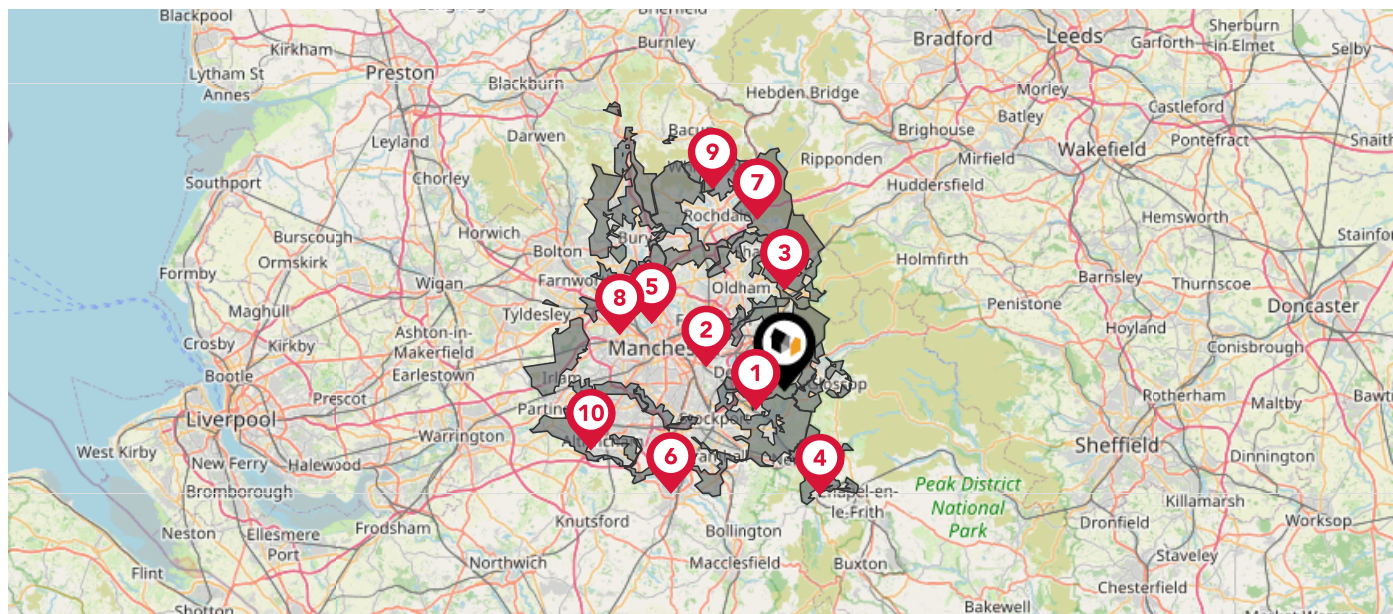 Blackpool
Kirkham
Preston
Burnley
Bradford
Leeds
Garforth
Sherburn
in-Elmet
Selby
Lytham St
Annes
Blackburn
Hebden Bridge
Morley
Castleford
Leyland
Darwen
Bacup
Brighouse
Batley
Pontefract
Snaith
Southport
Chorley
9
Ripponden
Mirfield
Wakefield
7
Huddersfield
Burscough
Horwich
Rochdale
Hemsworth
Ormskirk
Bolton
Bury
3
Holmfirth
Barnsley
Formby
Wigan
Farnworth
8
5
Oldham
Penistone
Thurnscoe
Doncaster
Maghull
Tyldesley
2
Hoyland
Crosby
Kirkby
Ashton-in-
Makerfield
Manchester
Conisbrough
Bootle
Earlestown
Irlam
1
Glossop
Prescot
Rotherham
Maltby
Liverpool
Partington
10
Stockport
West Kirby
Warrington
Altrincham
6
4
Sheffield
New Ferry
Halewood
Dinnington
Bromborough
Chapel-en-
le-Frith
Peak District
National
Park
Killamarsh
Neston
Ellesmere
Port
Frodsham
Knutsford
Bollington
Dronfield
Worksop
Flint
Northwich
Macclesfield
Buxton
Staveley
Chesterfield
Shotton
Bakewell